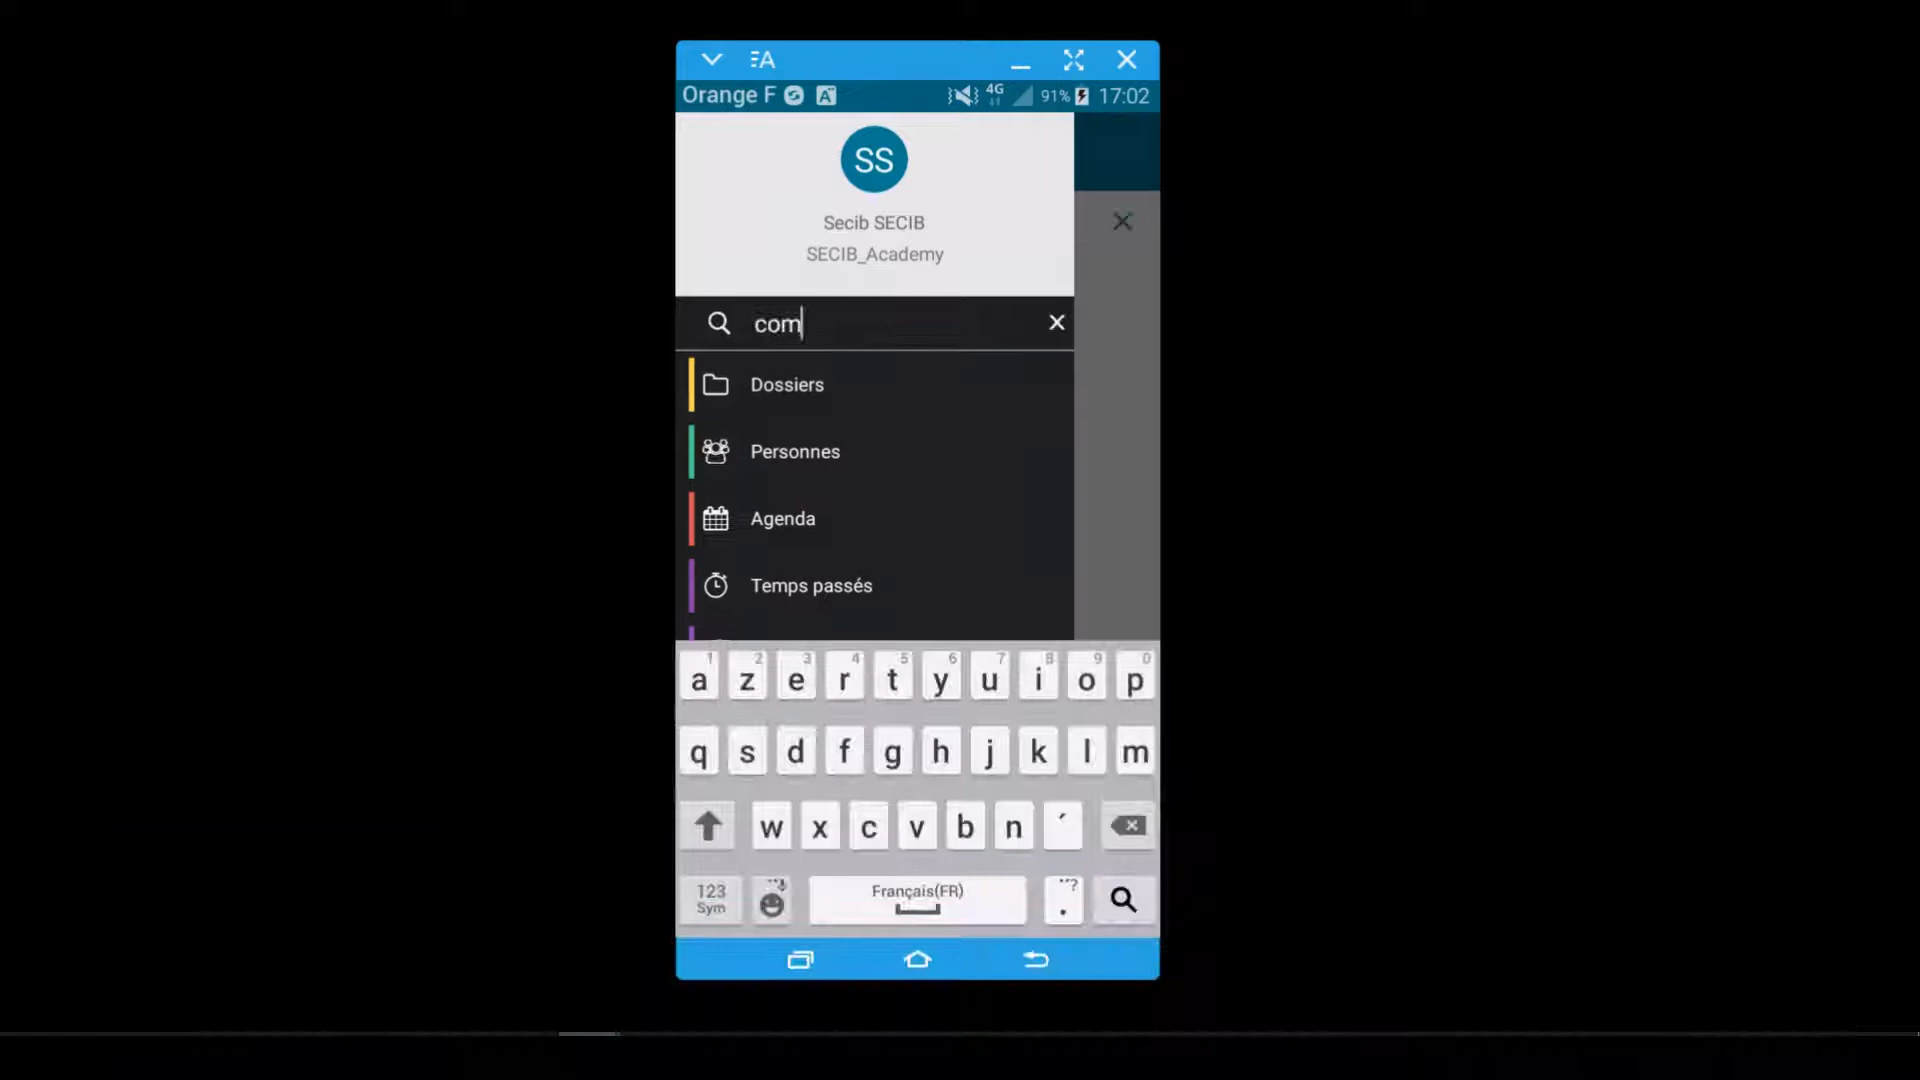 ΞA
Orange F A 4G 91% 17:02
SS
Secib SECIB
SECIB_Academy
com
Dossiers
Personnes
Agenda
Temps passés
1 2 3 4 5 6 7 8 9 0
a z e r t y u i o p
q s d f g h j k l m
w x c v b n ´
123 Français(FR) ...?
Sym .